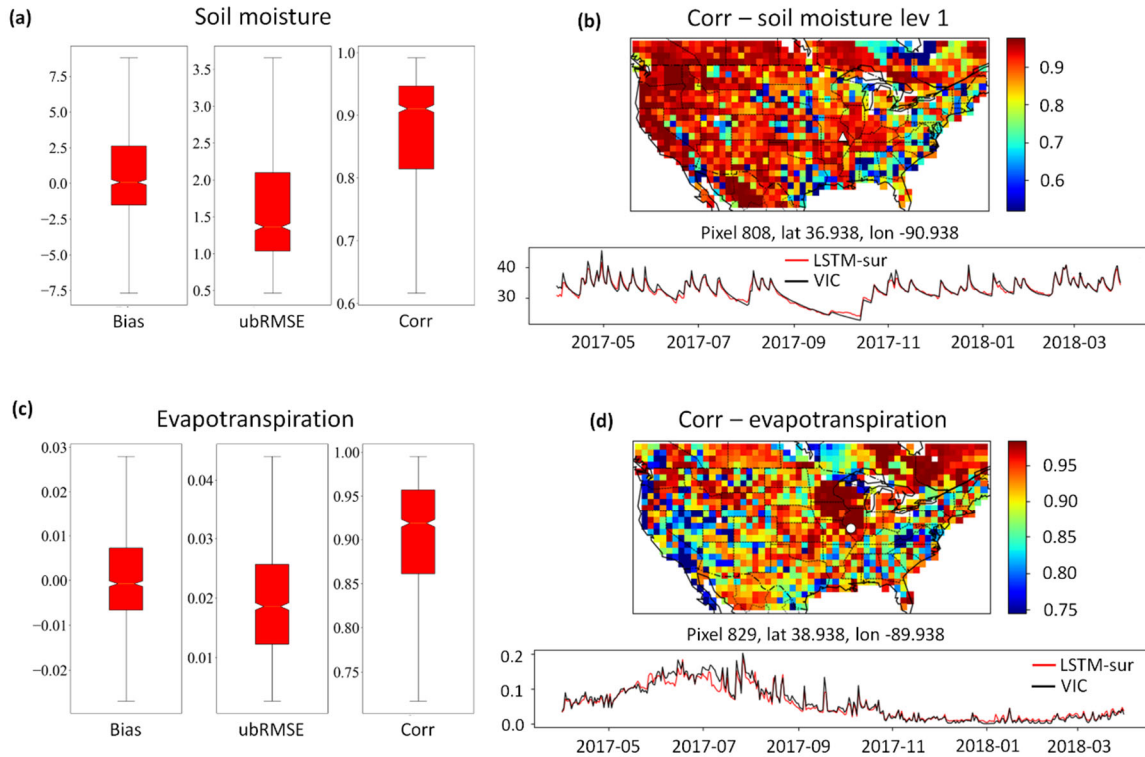 (a) Soil moisture
7.5
5.0
2.5
0.0
−2.5
−5.0
−7.5
Bias
3.5
3.0
2.5
2.0
1.5
1.0
0.5
ubRMSE
1.0
0.9
0.8
0.7
0.6
Corr
(b) Corr – soil moisture lev 1
0.9
0.8
0.7
0.6
Pixel 808, lat 36.938, lon -90.938
40
30
LSTM-sur
VIC
2017-05 2017-07 2017-09 2017-11 2018-01 2018-03
(c) Evapotranspiration
0.03
0.02
0.01
0.00
−0.01
−0.02
Bias
0.04
0.03
0.02
0.01
ubRMSE
1.00
0.95
0.90
0.85
0.80
0.75
Corr
(d) Corr – evapotranspiration
0.95
0.90
0.85
0.80
0.75
Pixel 829, lat 38.938, lon -89.938
0.2
0.1
0.0
LSTM-sur
VIC
2017-05 2017-07 2017-09 2017-11 2018-01 2018-03